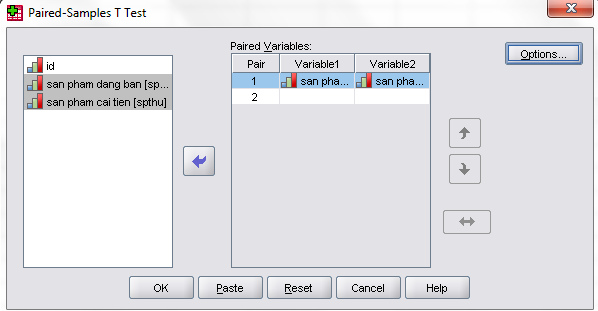 Paired-Samples T Test
id
san pham dang ban [sp...
san pham cai tien [spthu]
Paired Variables:
Pair Variable1 Variable2
1 san pha... san pha...
2
Options...
OK Paste Reset Cancel Help